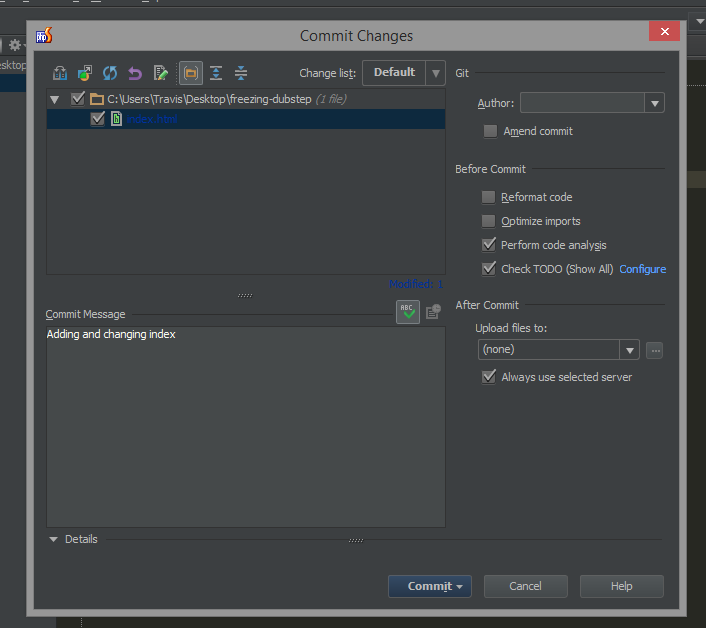 Commit Changes
Change list: Default
Git
C:\Users\Travis\Desktop\freezing-dubstep (1 file)
index.html
Author:
Amend commit
Before Commit
Reformat code
Optimize imports
Perform code analysis
Check TODO (Show All) Configure
Modified: 1
Commit Message
ABC
Adding and changing index
After Commit
Upload files to:
(none)
...
Always use selected server
Details
Commit
Cancel
Help